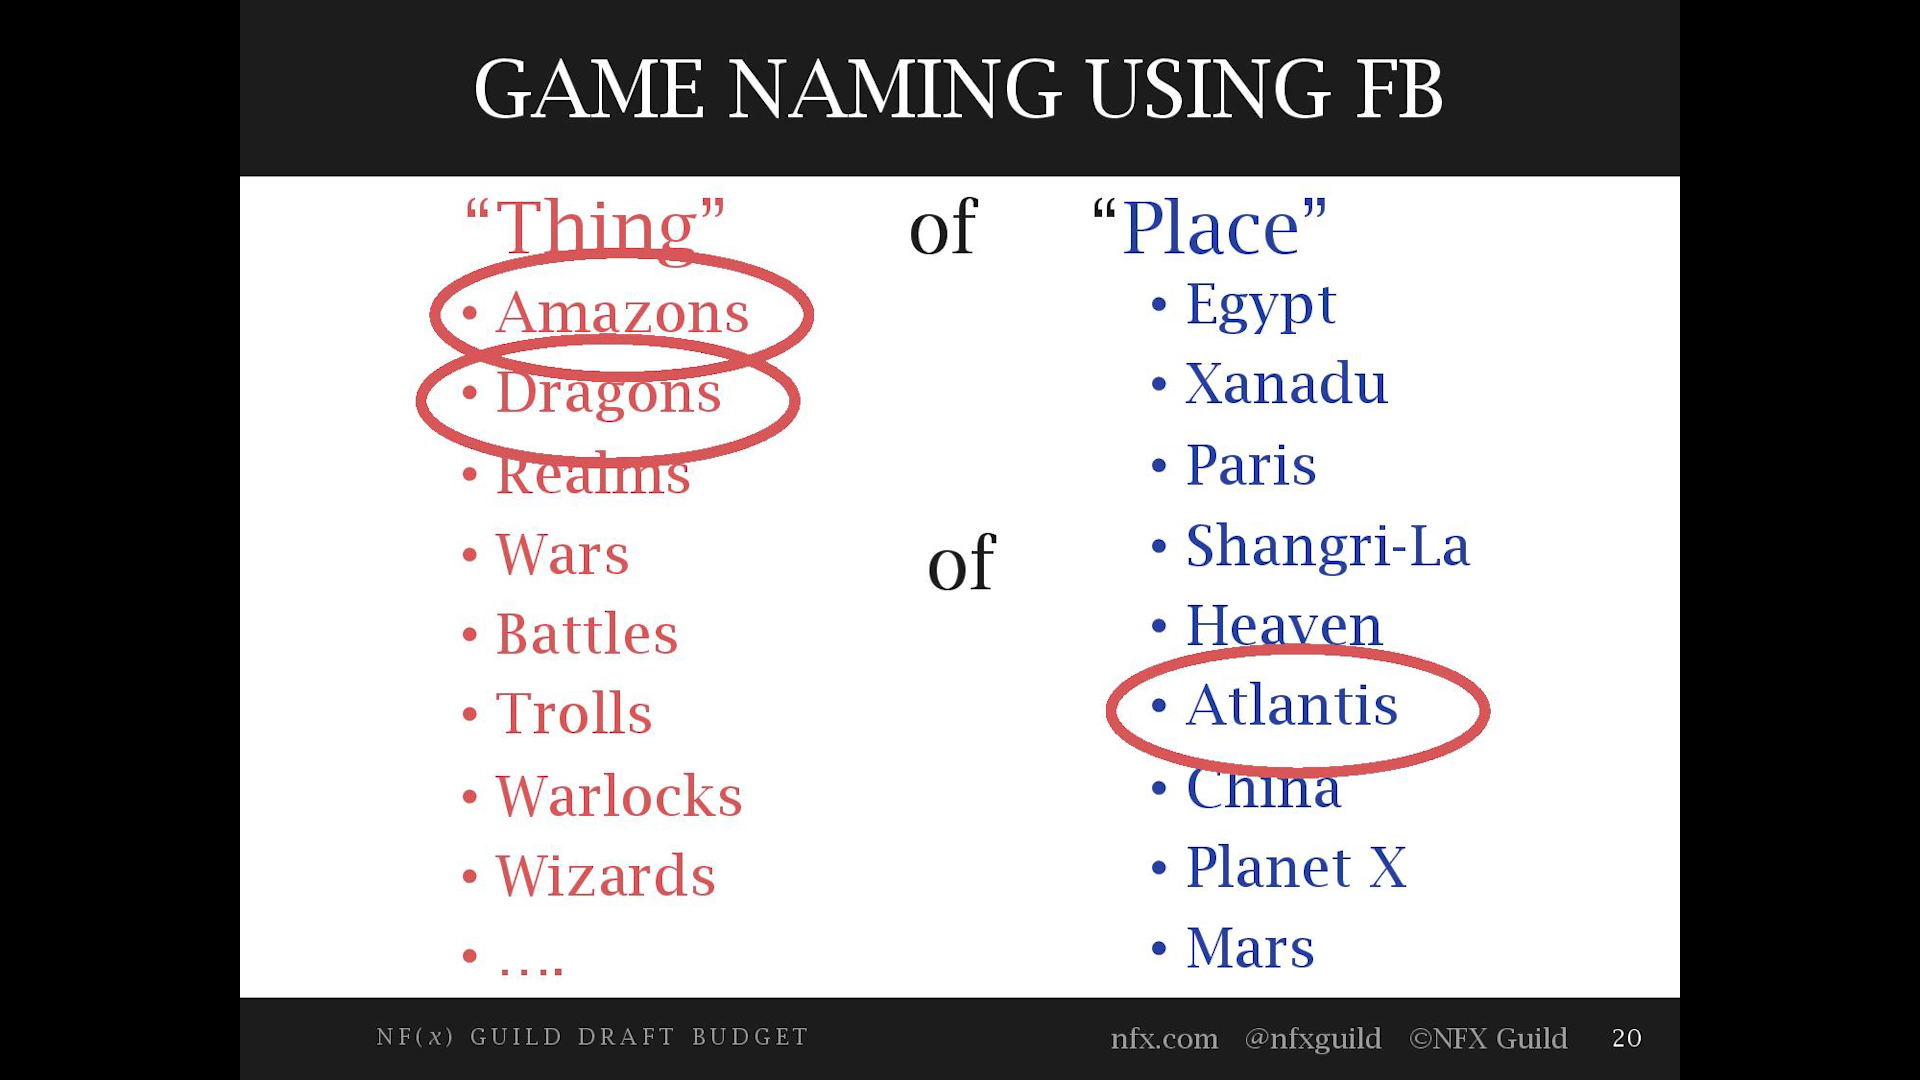 GAME NAMING USING FB
“Thing” of “Place”
• Amazons
• Dragons
• Realms
• Wars
• Battles
• Trolls
• Warlocks
• Wizards
• ….
of
• Egypt
• Xanadu
• Paris
• Shangri-La
• Heaven
• Atlantis
• China
• Planet X
• Mars
NF(x) GUILD DRAFT BUDGET
nfx.com @nfxguild ©NFX Guild 20